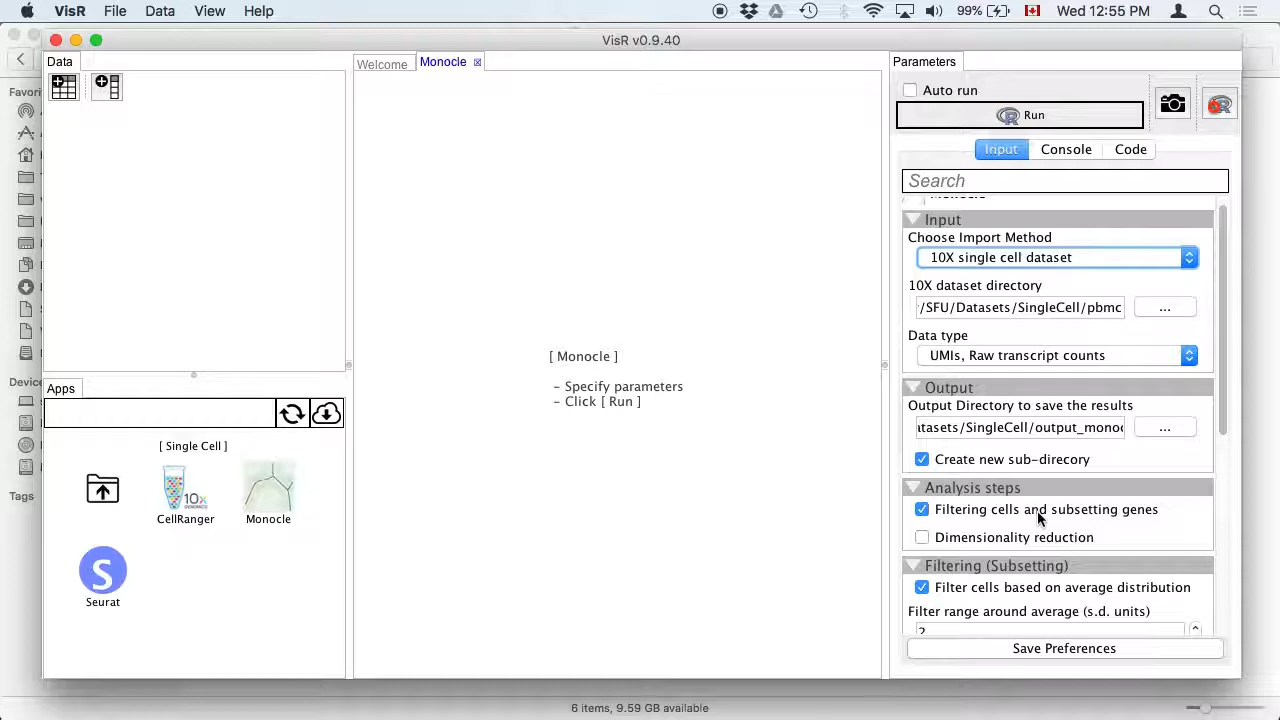 VisR File Data View Help 99% Wed 12:55 PM
VisR v0.9.40
Favori
Device
Tags
Data
Apps
[ Single Cell ]
10x
CellRanger
Monocle
S
Seurat
Welcome
Monocle
[ Monocle ]
- Specify parameters
- Click [ Run ]
Parameters
Auto run
R Run
Input Console Code
Search
Monocle
Input
Choose Import Method
10X single cell dataset
10X dataset directory
/SFU/Datasets/SingleCell/pbmc ...
Data type
UMIs, Raw transcript counts
Output
Output Directory to save the results
atasets/SingleCell/output_mono ...
Create new sub-direcory
Analysis steps
Filtering cells and subsetting genes
Dimensionality reduction
Filtering (Subsetting)
Filter cells based on average distribution
Filter range around average (s.d. units)
2
Save Preferences
6 items, 9.59 GB available